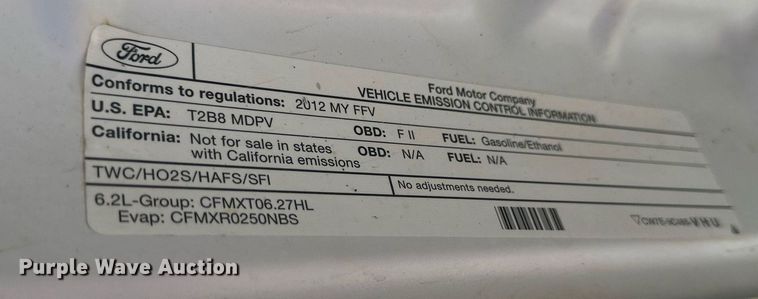 Ford
Ford Motor Company
VEHICLE EMISSION CONTROL INFORMATION
Conforms to regulations: 2012 MY FFV
U.S. EPA: T2B8 MDPV OBD: F II FUEL: Gasoline/Ethanol
California: Not for sale in states with California emissions OBD: N/A FUEL: N/A
TWC/HO2S/HAFS/SFI No adjustments needed.
6.2L-Group: CFMXT06.27HL
Evap: CFMXR0250NBS
VHU
Purple Wave Auction